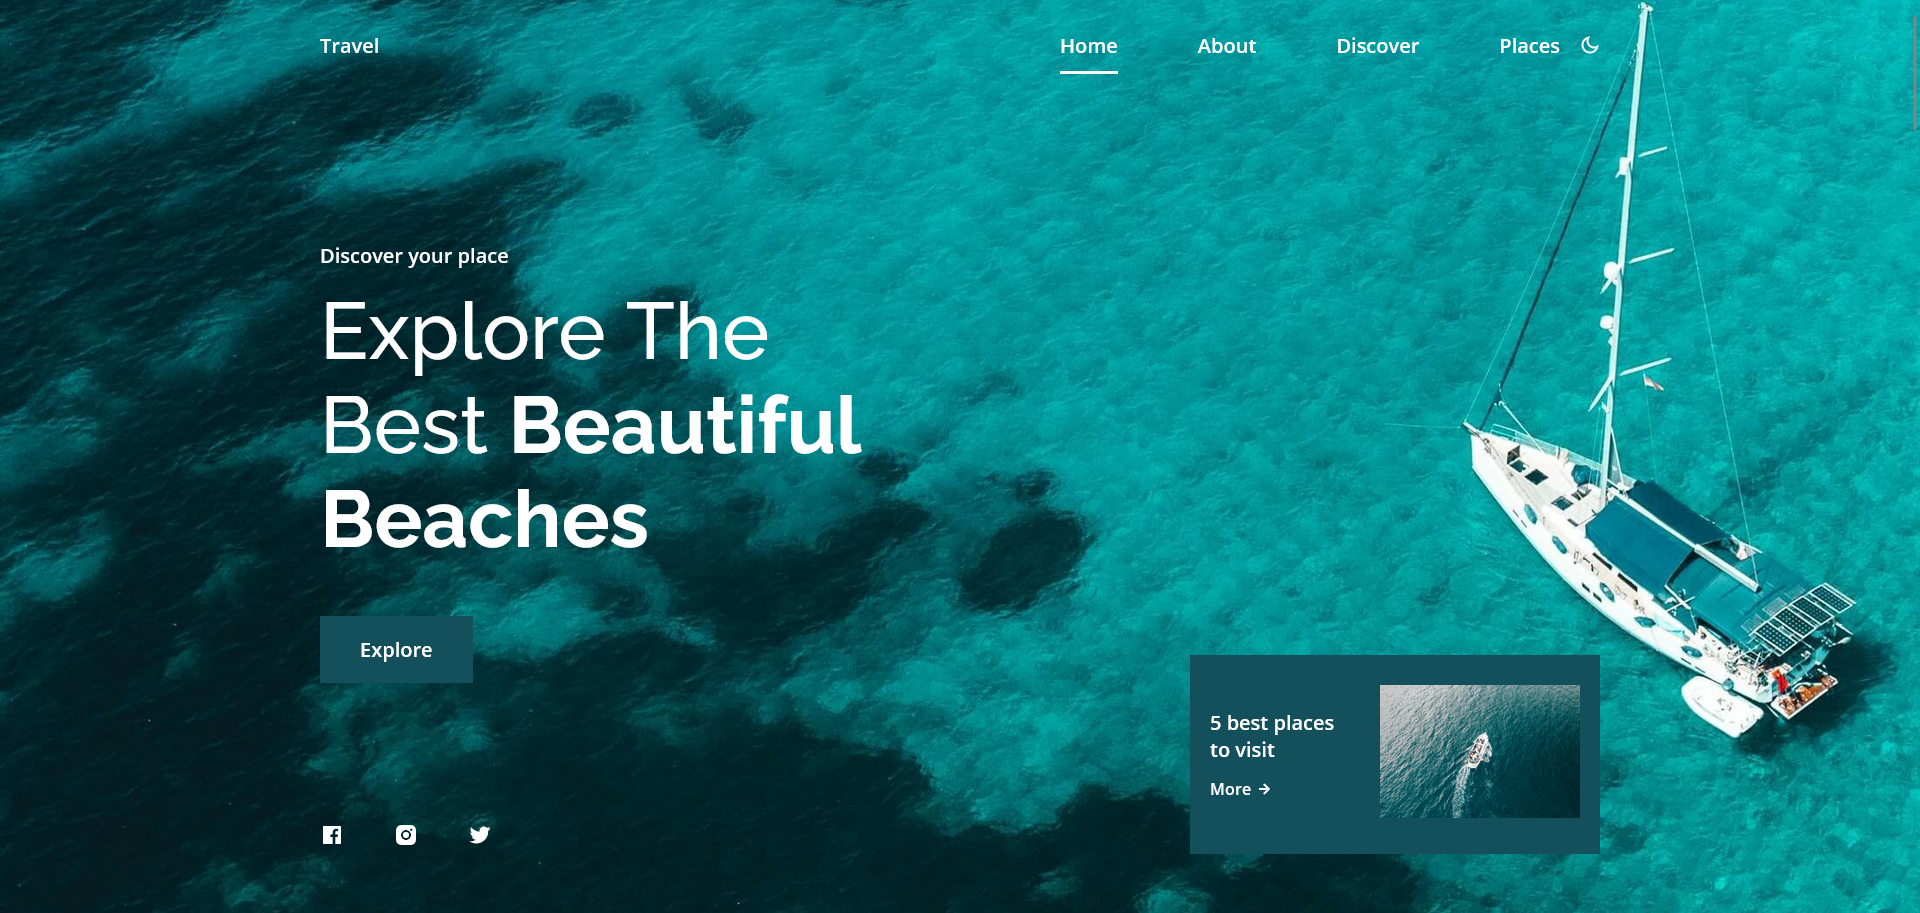 Travel
Home
About
Discover
Places
Discover your place
Explore The
Best Beautiful
Beaches
Explore
5 best places
to visit
More